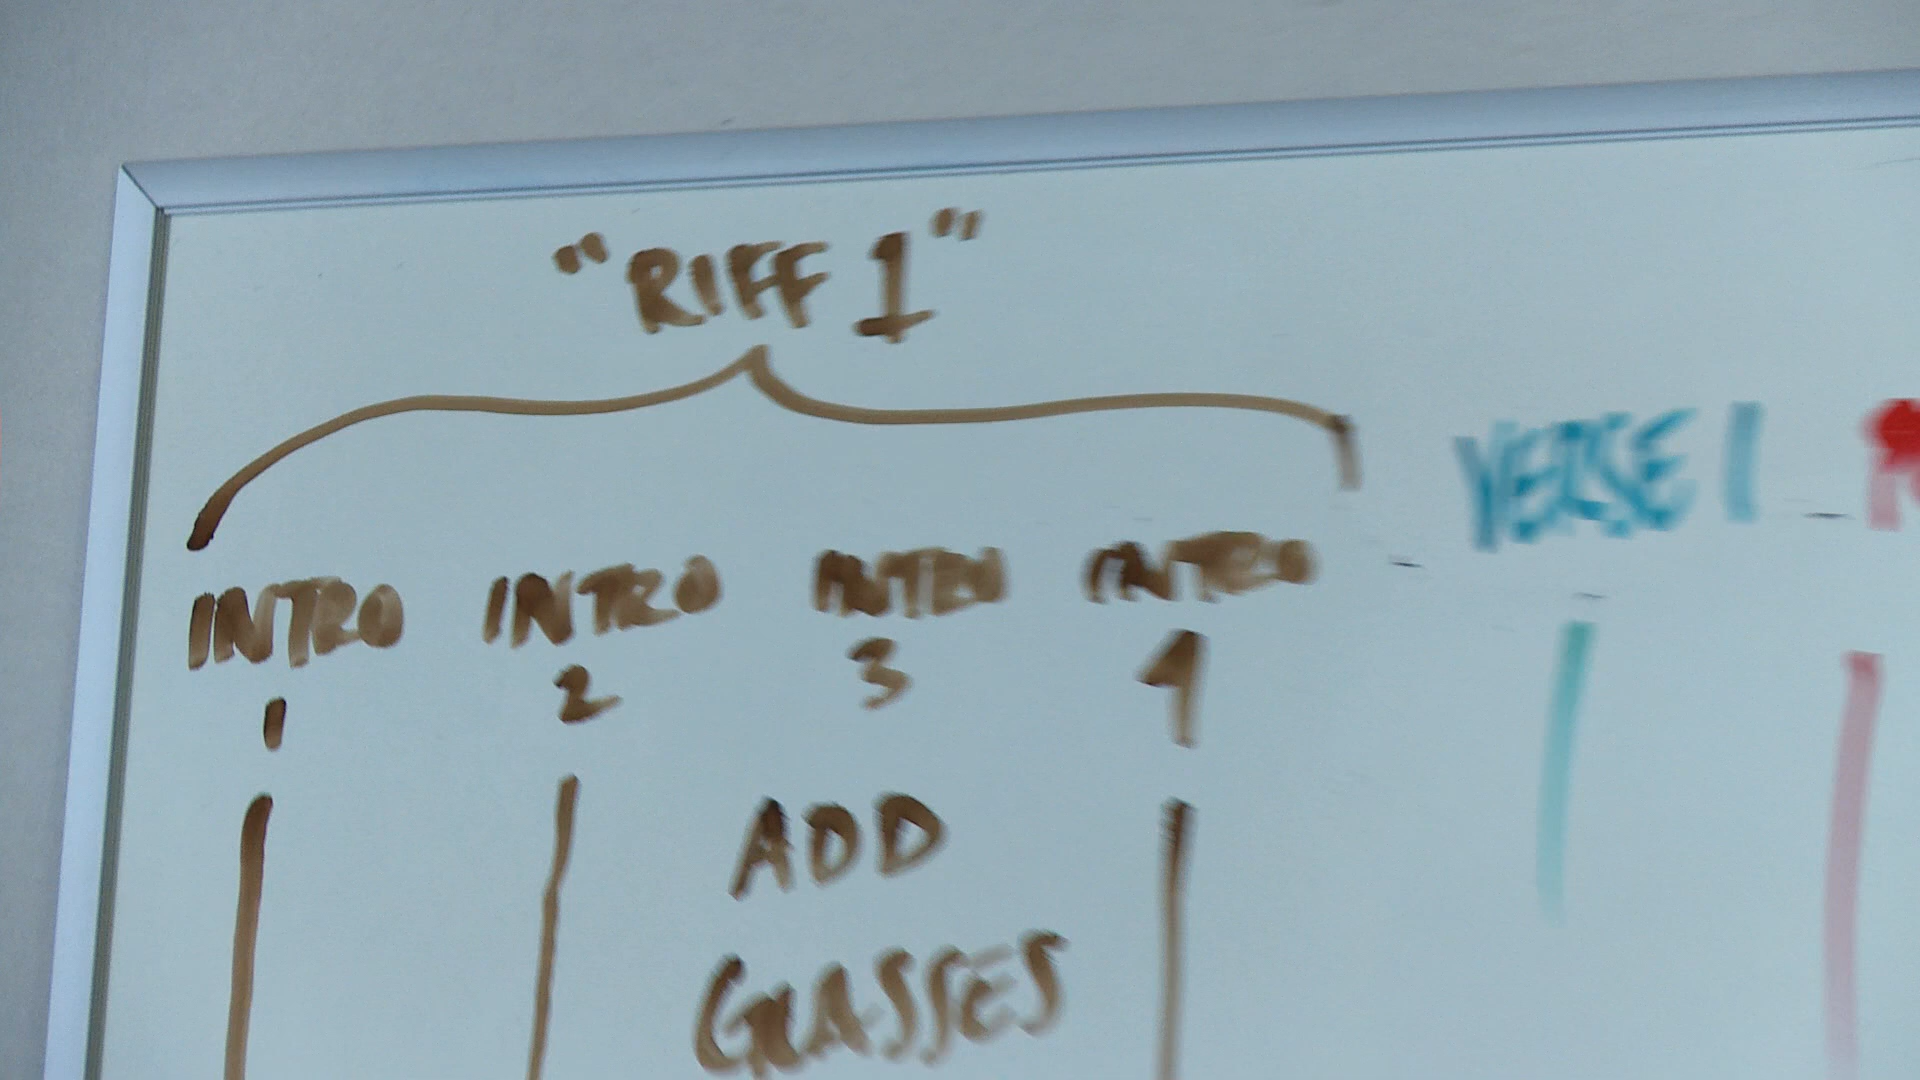 "RIFF 1"
INTRO 1
INTRO 2
INTRO 3
INTRO 4
VERSE 1
ADD
GLASSES